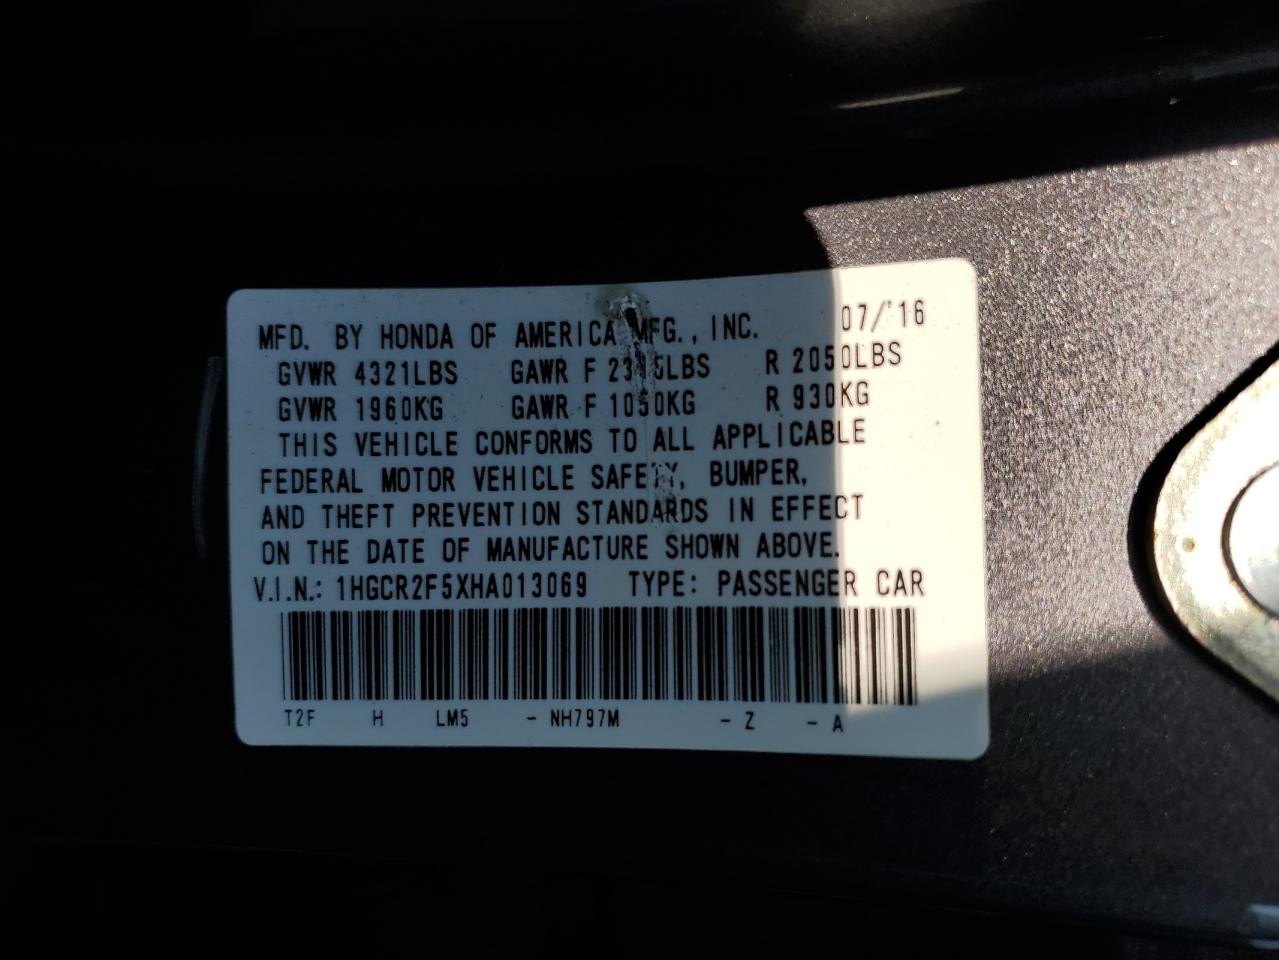 MFD. BY HONDA OF AMERICA MFG., INC. 07/'16
GVWR 4321LBS GAWR F 2315LBS R 2050LBS
GVWR 1960KG GAWR F 1050KG R 930KG
THIS VEHICLE CONFORMS TO ALL APPLICABLE
FEDERAL MOTOR VEHICLE SAFETY, BUMPER,
AND THEFT PREVENTION STANDARDS IN EFFECT
ON THE DATE OF MANUFACTURE SHOWN ABOVE.
V.I.N.: 1HGCR2F5XHA013069 TYPE: PASSENGER CAR
T2F H LM5 - NH797M - Z - A